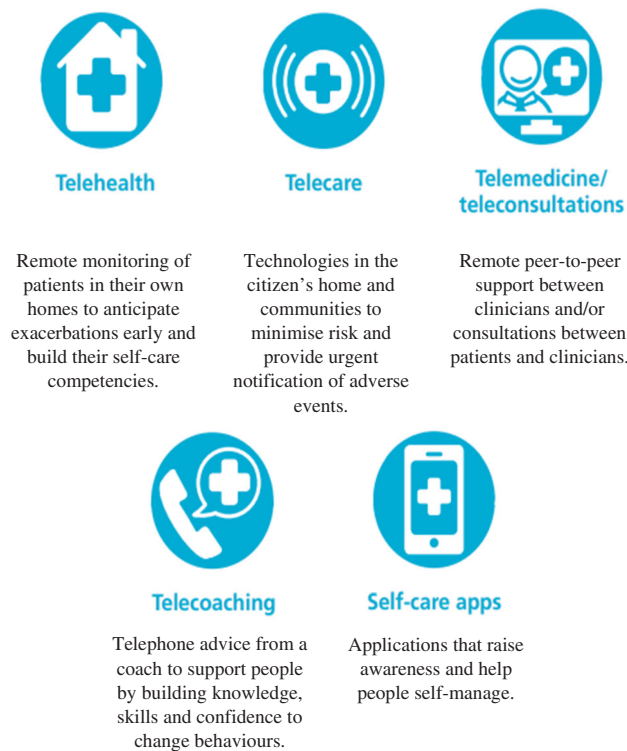 Telehealth
Remote monitoring of
patients in their own
homes to anticipate
exacerbations early and
build their self-care
competencies.
Telecare
Technologies in the
citizen’s home and
communities to
minimise risk and
provide urgent
notification of adverse
events.
Telemedicine/
teleconsultations
Remote peer-to-peer
support between
clinicians and/or
consultations between
patients and clinicians.
Telecoaching
Telephone advice from a
coach to support people
by building knowledge,
skills and confidence to
change behaviours.
Self-care apps
Applications that raise
awareness and help
people self-manage.